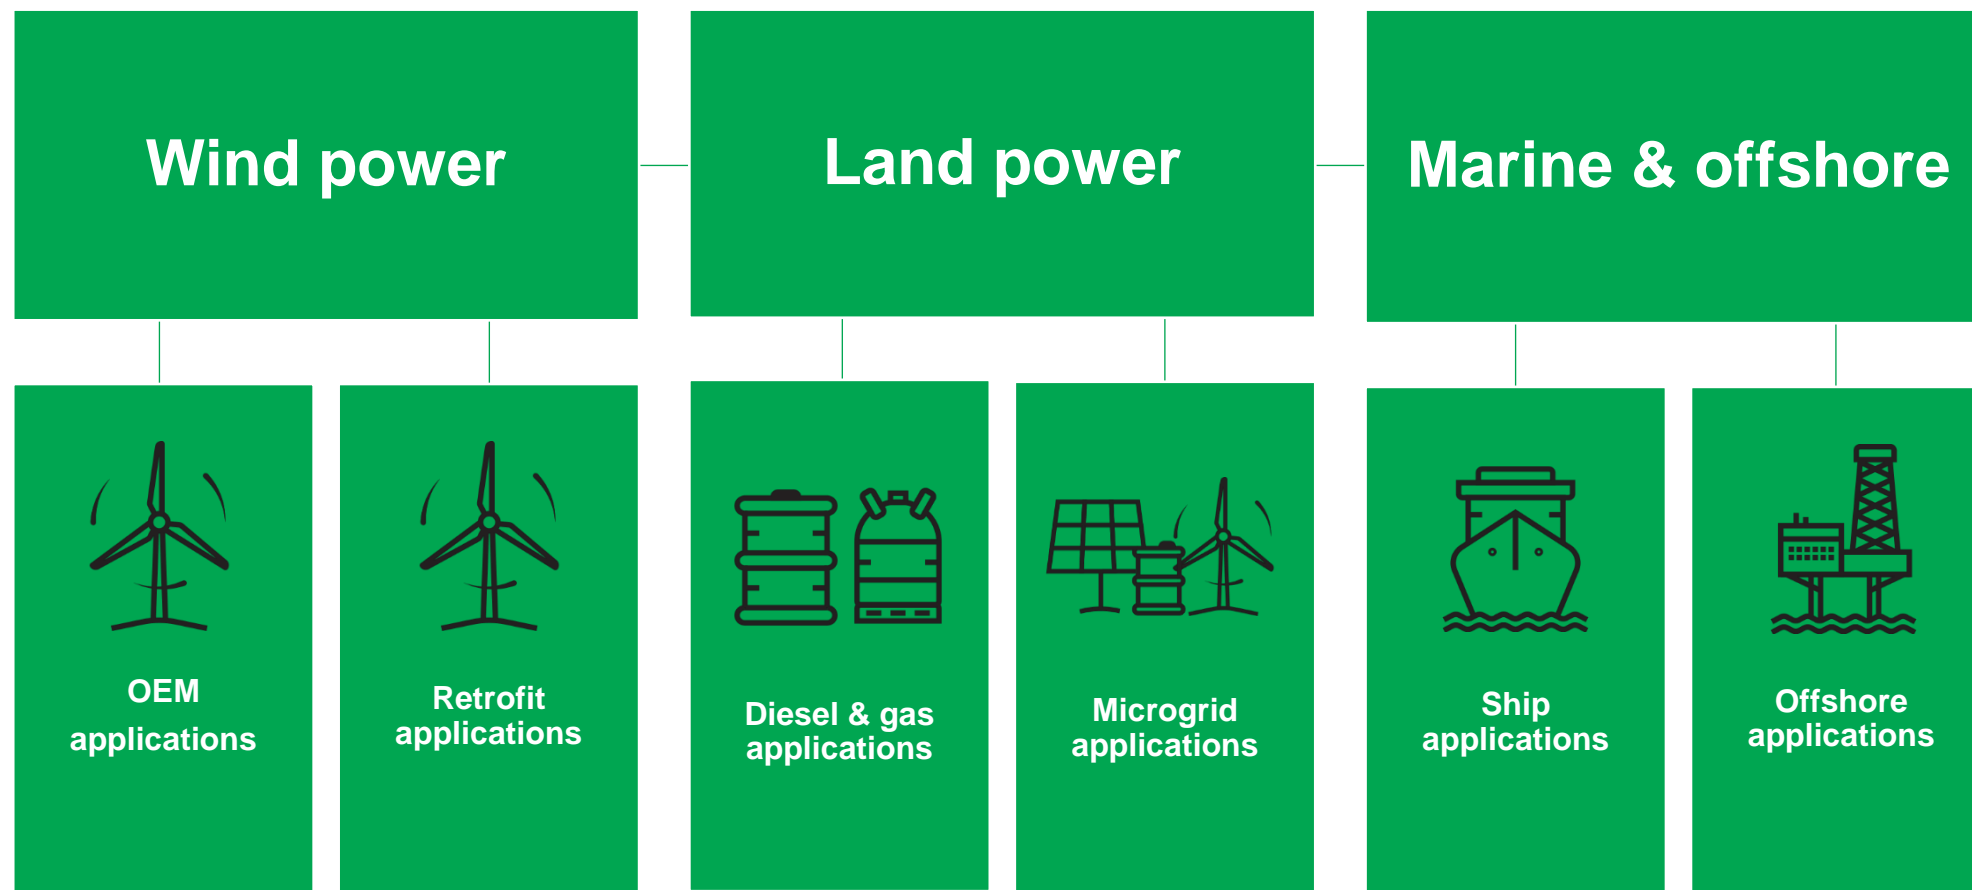 Wind power
Land power
Marine & offshore
OEM
applications
Retrofit
applications
Diesel & gas
applications
Microgrid
applications
Ship
applications
Offshore
applications